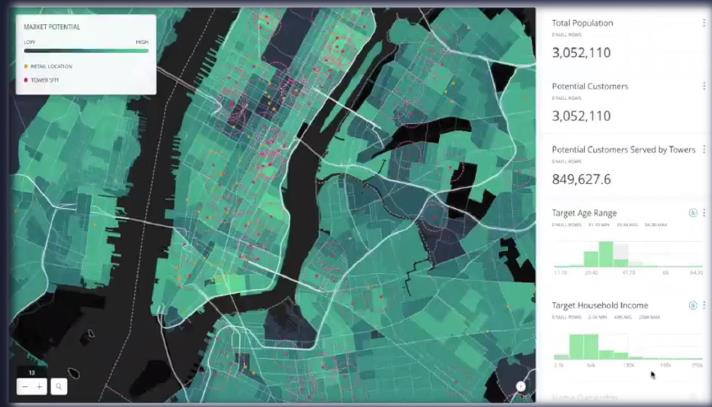 MARKET POTENTIAL
LOW HIGH
RETAIL LOCATION
TOWER SITE
13
Total Population
0 NULL ROWS
3,052,110
Potential Customers
0 NULL ROWS
3,052,110
Potential Customers Served by Towers
0 NULL ROWS
849,627.6
Target Age Range
0 NULL ROWS
Target Household Income
0 NULL ROWS